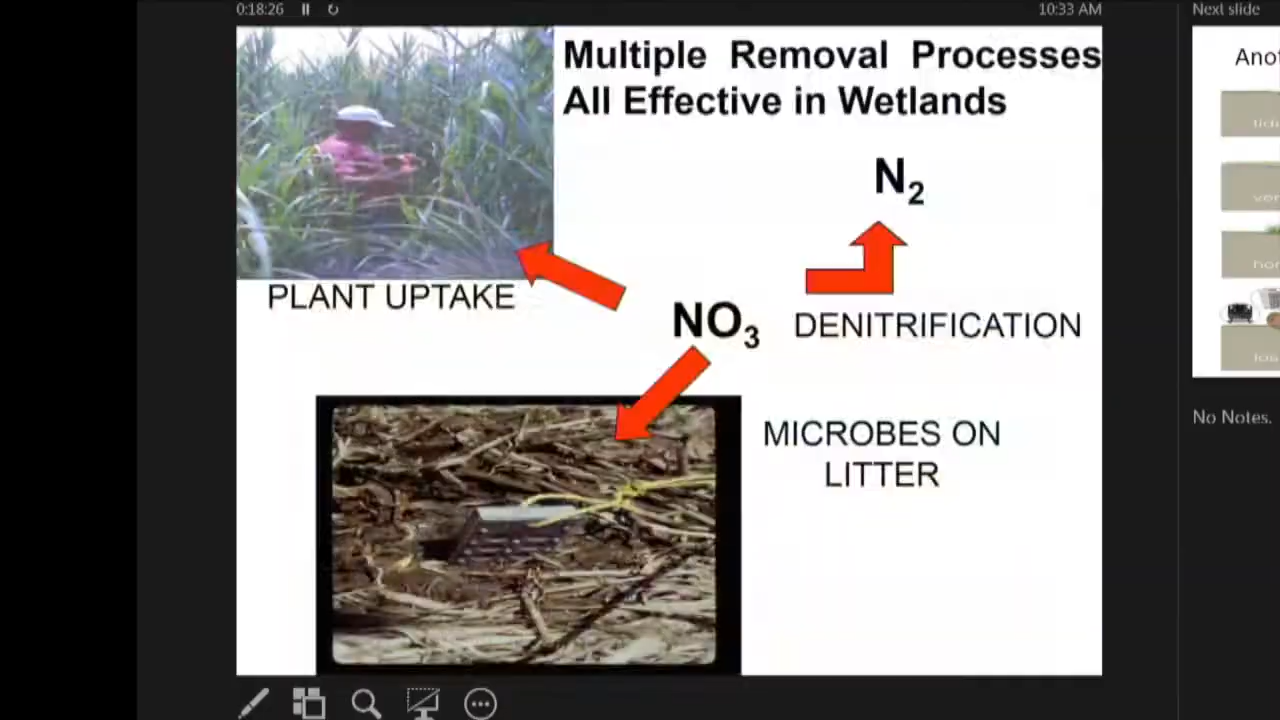 0:18:26
10:33 AM
Next slide
Multiple Removal Processes
All Effective in Wetlands
N2
PLANT UPTAKE
NO3
DENITRIFICATION
MICROBES ON
LITTER
No Notes.